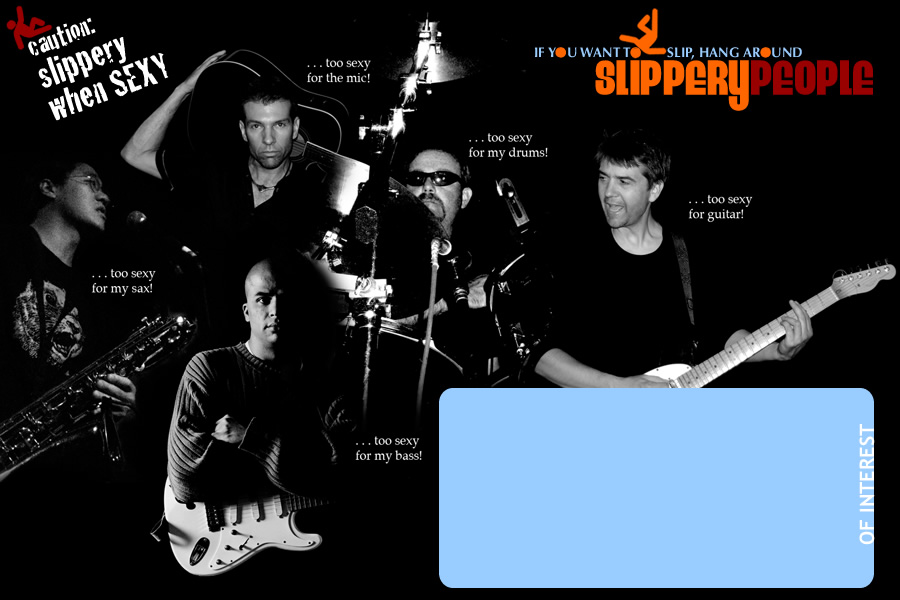 caution:
slippery
when SEXY
IF YOU WANT TO SLIP, HANG AROUND
SLIPPERYPEOPLE
. . . too sexy
for the mic!
. . . too sexy
for my drums!
. . . too sexy
for guitar!
. . . too sexy
for my sax!
. . . too sexy
for my bass!
OF INTEREST